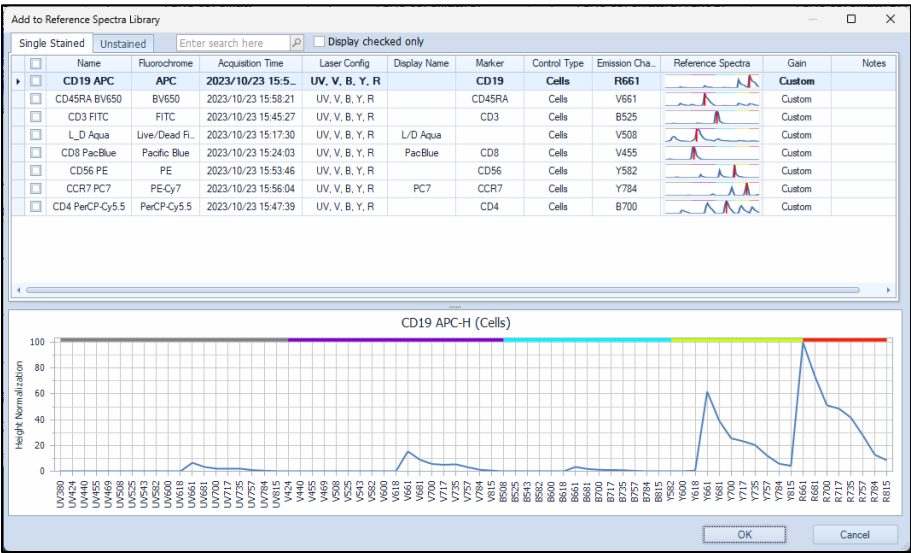 Add to Reference Spectra Library
Single Stained Unstained Enter search here Display checked only
Name Fluorochrome Acquisition Time Laser Config Display Name Marker Control Type Emission Cha... Reference Spectra Gain Notes
CD19 APC APC 2023/10/23 15:5... UV, V, B, Y, R CD19 Cells R661 Custom
CD45RA BV650 BV650 2023/10/23 15:58:21 UV, V, B, Y, R CD45RA Cells V661 Custom
CD3 FITC FITC 2023/10/23 15:45:27 UV, V, B, Y, R CD3 Cells B525 Custom
L_D Aqua Live/Dead Fi... 2023/10/23 15:17:30 UV, V, B, Y, R L/D Aqua Cells V508 Custom
CD8 PacBlue Pacific Blue 2023/10/23 15:24:03 UV, V, B, Y, R PacBlue CD8 Cells V455 Custom
CD56 PE PE 2023/10/23 15:53:46 UV, V, B, Y, R CD56 Cells Y582 Custom
CCR7 PC7 PE-Cy7 2023/10/23 15:56:04 UV, V, B, Y, R PC7 CCR7 Cells Y784 Custom
CD4 PerCP-Cy5.5 PerCP-Cy5.5 2023/10/23 15:47:39 UV, V, B, Y, R CD4 Cells B700 Custom
CD19 APC-H (Cells)
Height Normalization
100
80
60
40
20
0
UV380 UV424 UV440 UV455 UV469 UV508 UV525 UV543 UV582 UV600 UV618 UV661 UV681 UV700 UV717 UV735 UV757 UV784 UV815 V424 V440 V455 V469 V508 V525 V543 V582 V600 V618 V661 V681 V700 V717 V735 V757 V784 V815 B508 B525 B543 B582 B600 B618 B661 B681 B700 B717 B735 B757 B784 B815 Y582 Y600 Y618 Y661 Y681 Y700 Y717 Y735 Y757 Y784 Y815 R661 R681 R700 R717 R735 R757 R784 R815
OK Cancel